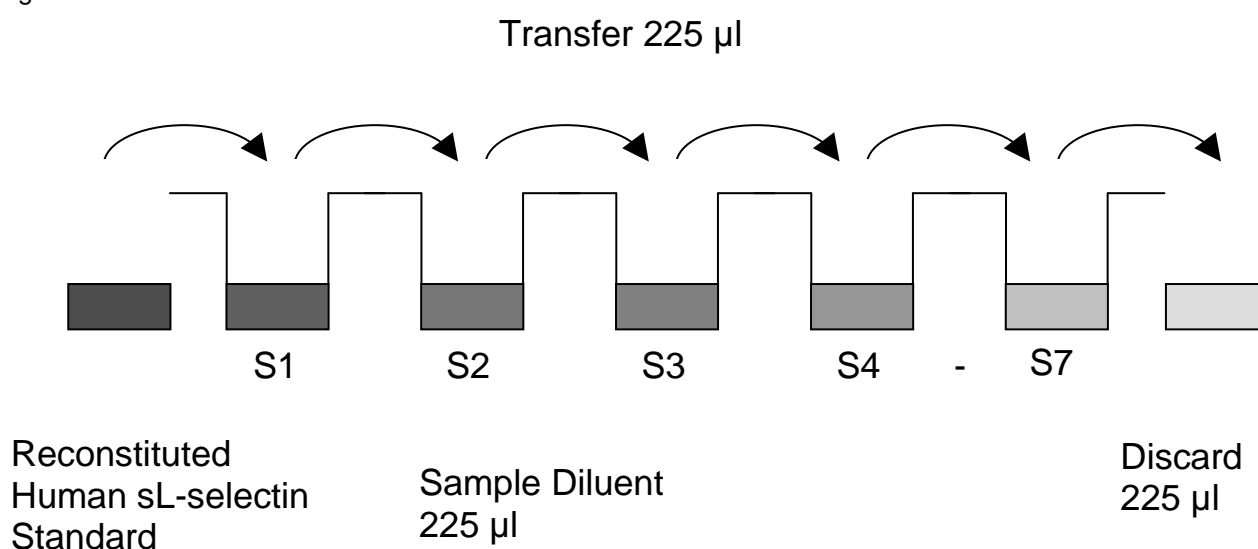 Transfer 225 µl
S1 S2 S3 S4 - S7
Reconstituted
Human sL-selectin
Standard
Sample Diluent
225 µl
Discard
225 µl